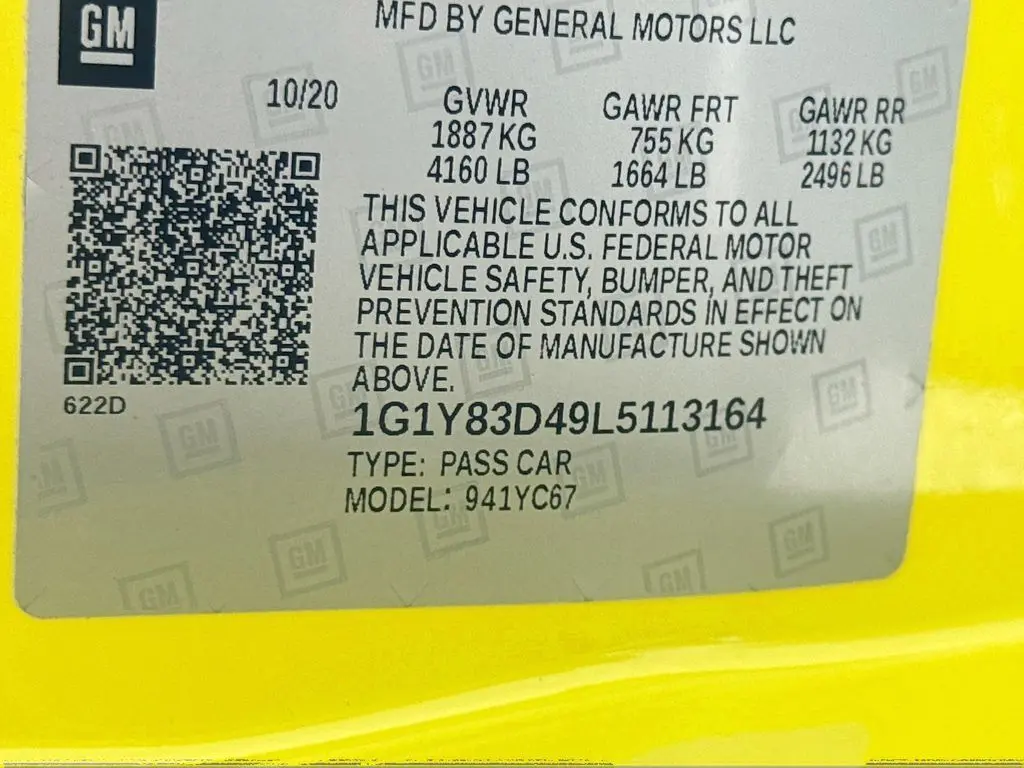 GM
MFD BY GENERAL MOTORS LLC
10/20
GVWR GAWR FRT GAWR RR
1887 KG 755 KG 1132 KG
4160 LB 1664 LB 2496 LB
THIS VEHICLE CONFORMS TO ALL
APPLICABLE U.S. FEDERAL MOTOR
VEHICLE SAFETY, BUMPER, AND THEFT
PREVENTION STANDARDS IN EFFECT ON
THE DATE OF MANUFACTURE SHOWN
ABOVE.
622D
1G1Y83D49L5113164
TYPE: PASS CAR
MODEL: 941YC67